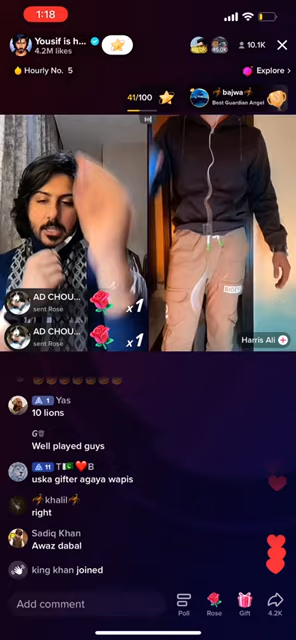 1:18
Yousif is h...
4.2M likes
10.1K
Hourly No. 5
Explore >
41/100
bajwa
Best Guardian Angel
AD CHOU...
sent Rose
x1
AD CHOU...
sent Rose
x1
Harris Ali
1 Yas
10 lions
G
Well played guys
11 T B
uska gifter agaya wapis
khalil
right
Sadiq Khan
Awaz dabal
king khan joined
Add comment
Poll
Rose
Gift
4.2K